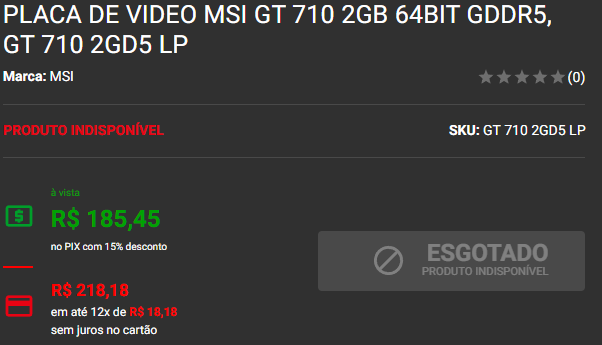 PLACA DE VIDEO MSI GT 710 2GB 64BIT GDDR5,
GT 710 2GD5 LP
Marca: MSI
(0)
PRODUTO INDISPONÍVEL
SKU: GT 710 2GD5 LP
à vista
R$ 185,45
no PIX com 15% desconto
ESGOTADO
PRODUTO INDISPONÍVEL
R$ 218,18
em até 12x de R$ 18,18
sem juros no cartão